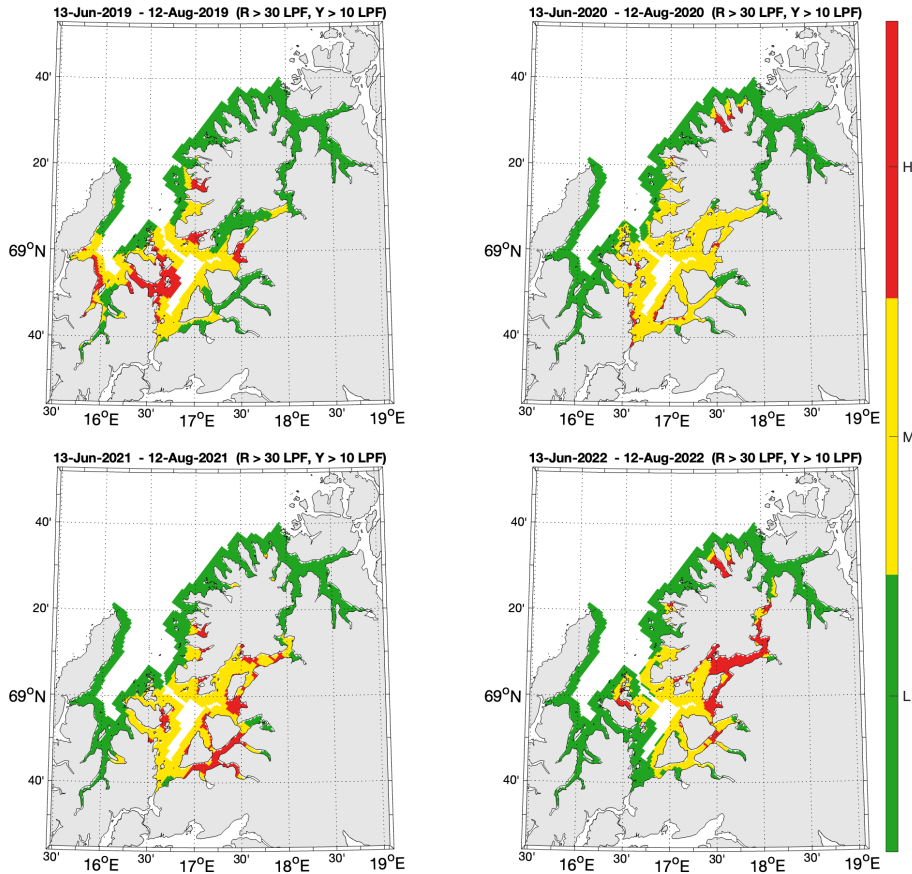 13-Jun-2019 - 12-Aug-2019 (R > 30 LPF, Y > 10 LPF)
40'
20'
69°N
40'
30'
16°E
30'
17°E
30'
18°E
30'
19°E
13-Jun-2020 - 12-Aug-2020 (R > 30 LPF, Y > 10 LPF)
40'
20'
69°N
40'
30'
16°E
30'
17°E
30'
18°E
30'
19°E
13-Jun-2021 - 12-Aug-2021 (R > 30 LPF, Y > 10 LPF)
40'
20'
69°N
40'
30'
16°E
30'
17°E
30'
18°E
30'
19°E
13-Jun-2022 - 12-Aug-2022 (R > 30 LPF, Y > 10 LPF)
40'
20'
69°N
40'
30'
16°E
30'
17°E
30'
18°E
30'
19°E
H
M
L